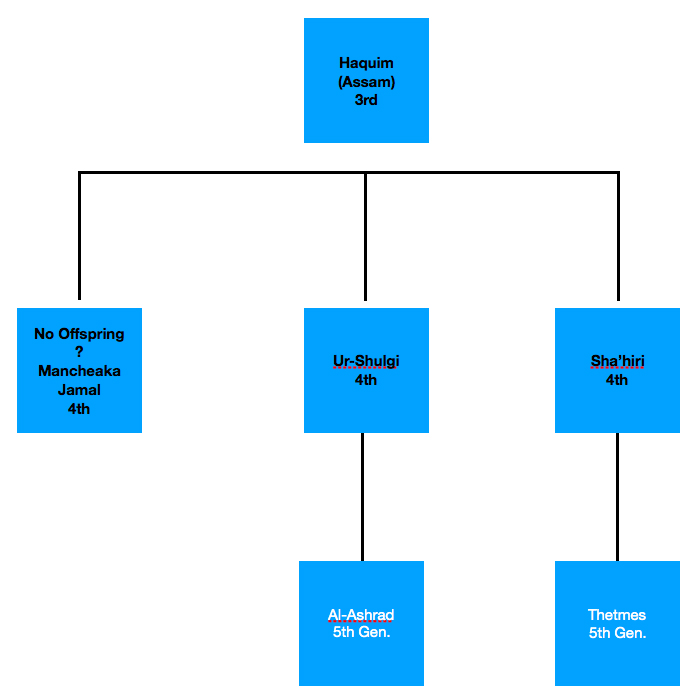 Haquim
(Assam)
3rd
No Offspring
?
Mancheaka
Jamal
4th
Ur-Shulgi
4th
Sha’hiri
4th
Al-Ashrad
5th Gen.
Thetmes
5th Gen.